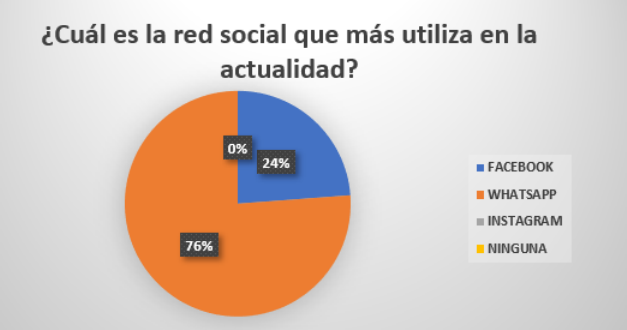 ¿Cuál es la red social que más utiliza en la
actualidad?
0%
24%
76%
FACEBOOK
WHATSAPP
INSTAGRAM
NINGUNA